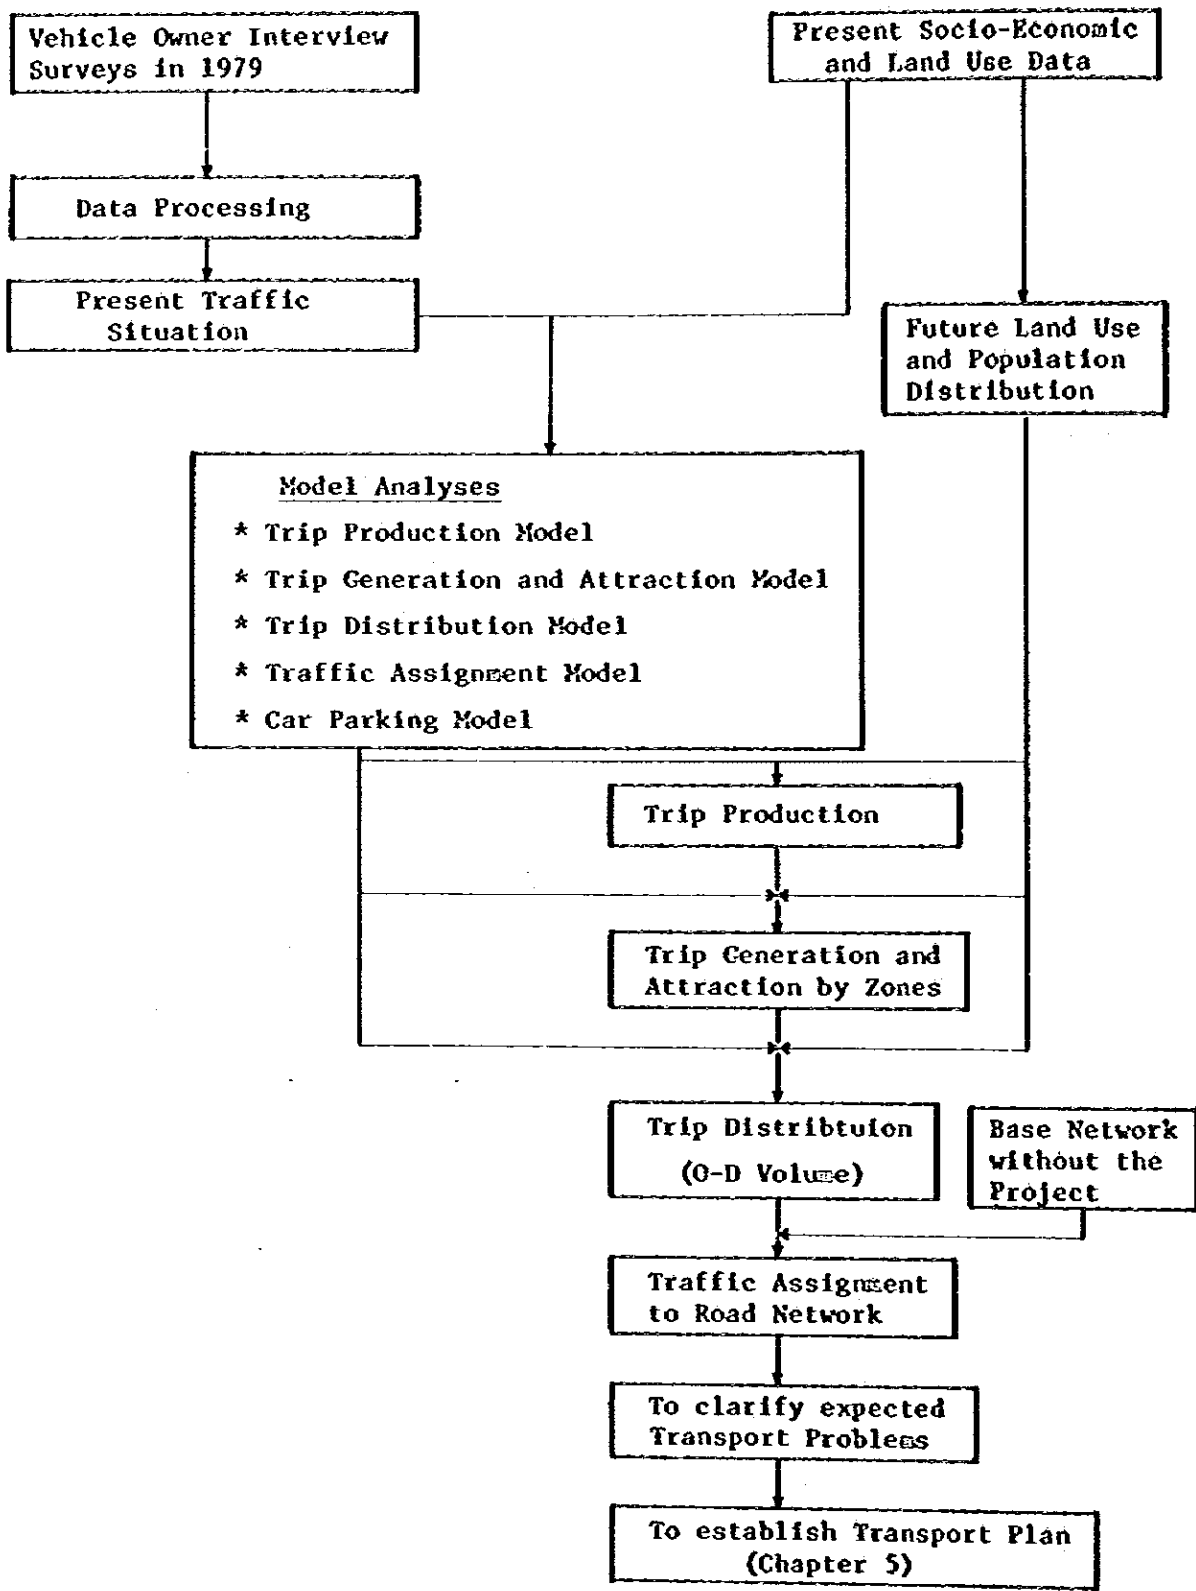 Vehicle Owner Interview
Surveys in 1979
Present Socio-Economic
and Land Use Data
Data Processing
Present Traffic
Situation
Future Land Use
and Population
Distribution
Model Analyses
* Trip Production Model
* Trip Generation and Attraction Model
* Trip Distribution Model
* Traffic Assignment Model
* Car Parking Model
Trip Production
Trip Generation and
Attraction by Zones
Trip Distribtuion
(O-D Volume)
Base Network
without the
Project
Traffic Assignment
to Road Network
To clarify expected
Transport Problems
To establish Transport Plan
(Chapter 5)